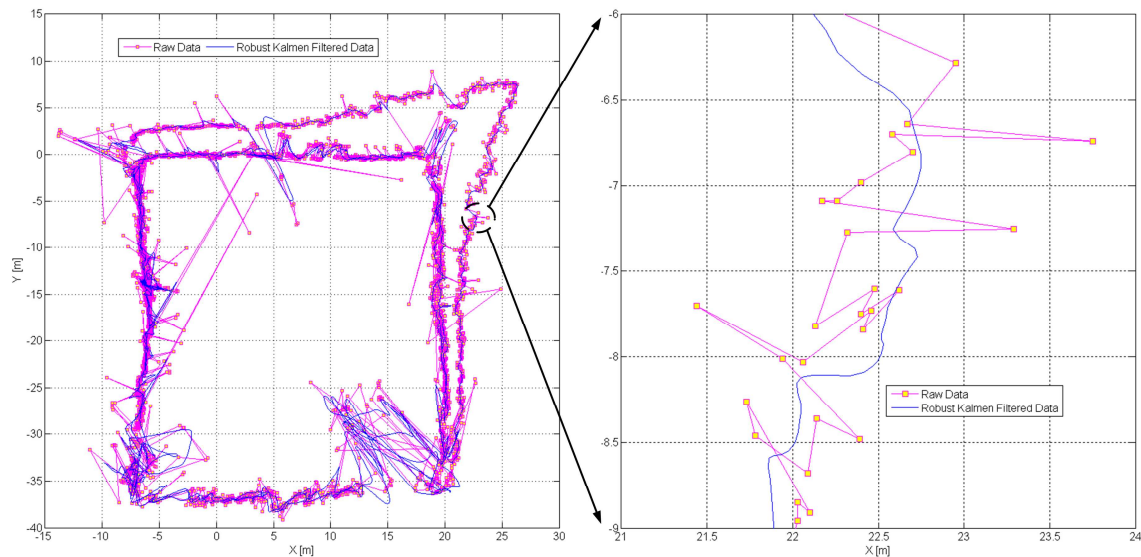 15
10
5
0
-5
-10
-15
-20
-25
-30
-35
-40
Y [m]
-15 -10 -5 0 5 10 15 20 25 30
X [m]
Raw Data Robust Kalmen Filtered Data
-6
-6.5
-7
-7.5
-8
-8.5
-9
21 21.5 22 22.5 23 23.5 24
X [m]
Raw Data
Robust Kalmen Filtered Data